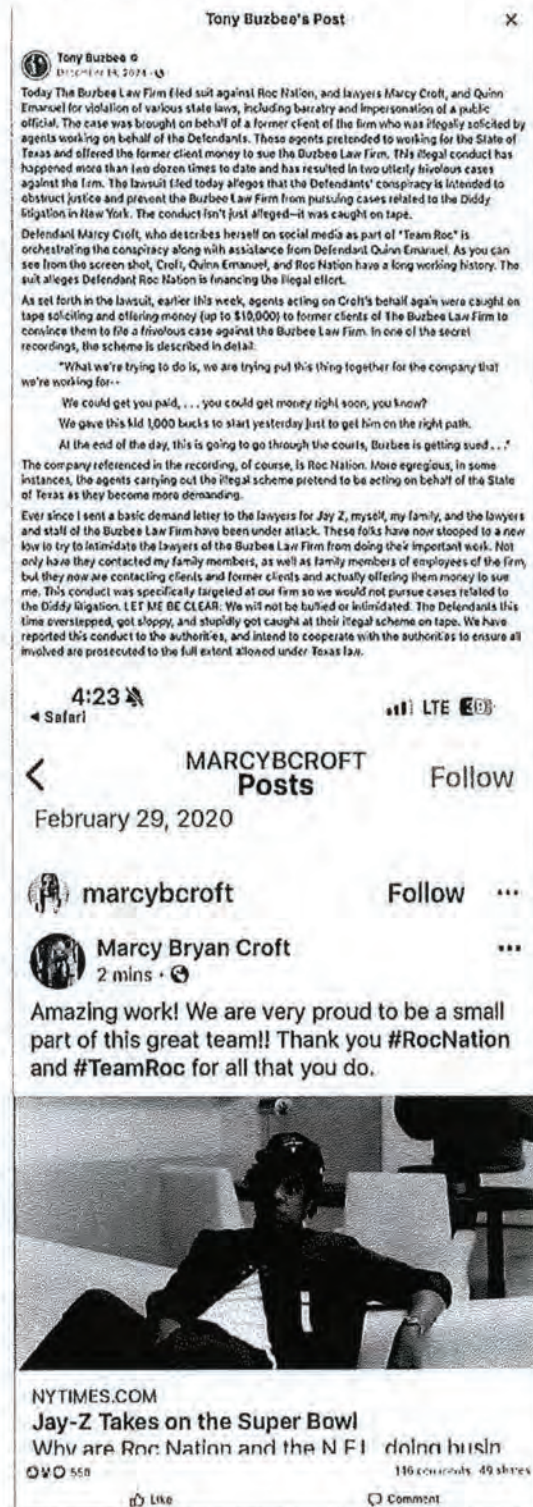 Tony Buzbee's Post
Tony Buzbee
December 18, 2024
Today The Buzbee Law Firm filed suit against Roc Nation, and lawyers Marcy Croft, and Quinn
Emanuel for violation of various state laws, including barratry and impersonation of a public
official. The case was brought on behalf of a former client of the firm who was illegally solicited by
agents working on behalf of the Defendants. These agents pretended to working for the State of
Texas and offered the former client money to sue the Buzbee Law Firm. This illegal conduct has
happened more than two dozen times to date and has resulted in two utterly frivolous cases
against the firm. The lawsuit filed today alleges that the Defendants' conspiracy is intended to
obstruct justice and prevent the Buzbee Law Firm from pursuing cases related to the Diddy
litigation in New York. The conduct isn't just alleged—it was caught on tape.
Defendant Marcy Croft, who describes herself on social media as part of "Team Roc" is
orchestrating the conspiracy along with assistance from Defendant Quinn Emanuel. As you can
see from the screen shot, Croft, Quinn Emanuel, and Roc Nation have a long working history. The
suit alleges Defendant Roc Nation is financing the illegal effort.
As set forth in the lawsuit, earlier this week, agents acting on Croft's behalf again were caught on
tape soliciting and offering money (up to $10,000) to former clients of The Buzbee Law Firm to
convince them to file a frivolous case against the Buzbee Law Firm. In one of the secret
recordings, the scheme is described in detail:
"What we're trying to do is, we are trying put this thing together for the company that
we're working for--
We could get you paid, . . . you could get money right soon, you know?
We gave this kid 1,000 bucks to start yesterday just to get him on the right path.
At the end of the day, this is going to go through the courts, Buzbee is getting sued . . ."
The company referenced in the recording, of course, is Roc Nation. More egregious, in some
instances, the agents carrying out the illegal scheme pretend to be acting on behalf of the State
of Texas as they become more demanding.
Ever since I sent a basic demand letter to the lawyers for Jay Z, myself, my family, and the lawyers
and staff of the Buzbee Law Firm have been under attack. These folks have now stooped to a new
low to try to intimidate the lawyers of the Buzbee Law Firm from doing their important work. Not
only have they contacted my family members, as well as family members of employees of the firm,
but they now are contacting clients and former clients and actually offering them money to sue
me. This conduct was specifically targeted at our firm so we would not pursue cases related to
the Diddy litigation. LET ME BE CLEAR: We will not be bullied or intimidated. The Defendants this
time overstepped, got sloppy, and stupidly got caught at their illegal scheme on tape. We have
reported this conduct to the authorities, and intend to cooperate with the authorities to ensure all
involved are prosecuted to the full extent allowed under Texas law.
4:23
LTE
Safari
MARCYBCROFT
Posts
Follow
February 29, 2020
marcybcroft
Follow
Marcy Bryan Croft
2 mins
Amazing work! We are very proud to be a small
part of this great team!! Thank you #RocNation
and #TeamRoc for all that you do.
NYTIMES.COM
Jay-Z Takes on the Super Bowl
Why are Roc Nation and the N.F.L. doing busin
558
116 comments 49 shares
Like
Comment